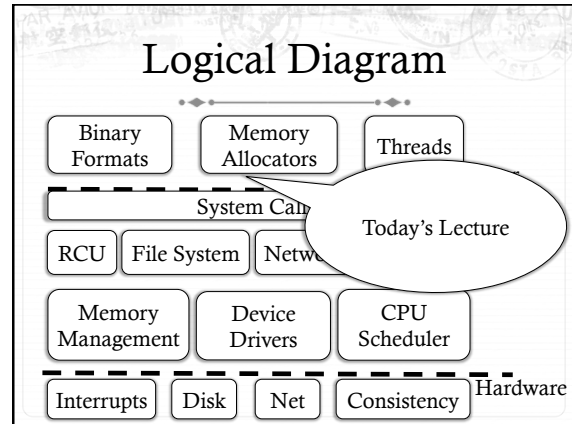 Logical Diagram
Binary
Formats
Memory
Allocators
Threads
System Call
Today's Lecture
RCU
File System
Netw
Memory
Management
Device
Drivers
CPU
Scheduler
Hardware
Interrupts
Disk
Net
Consistency